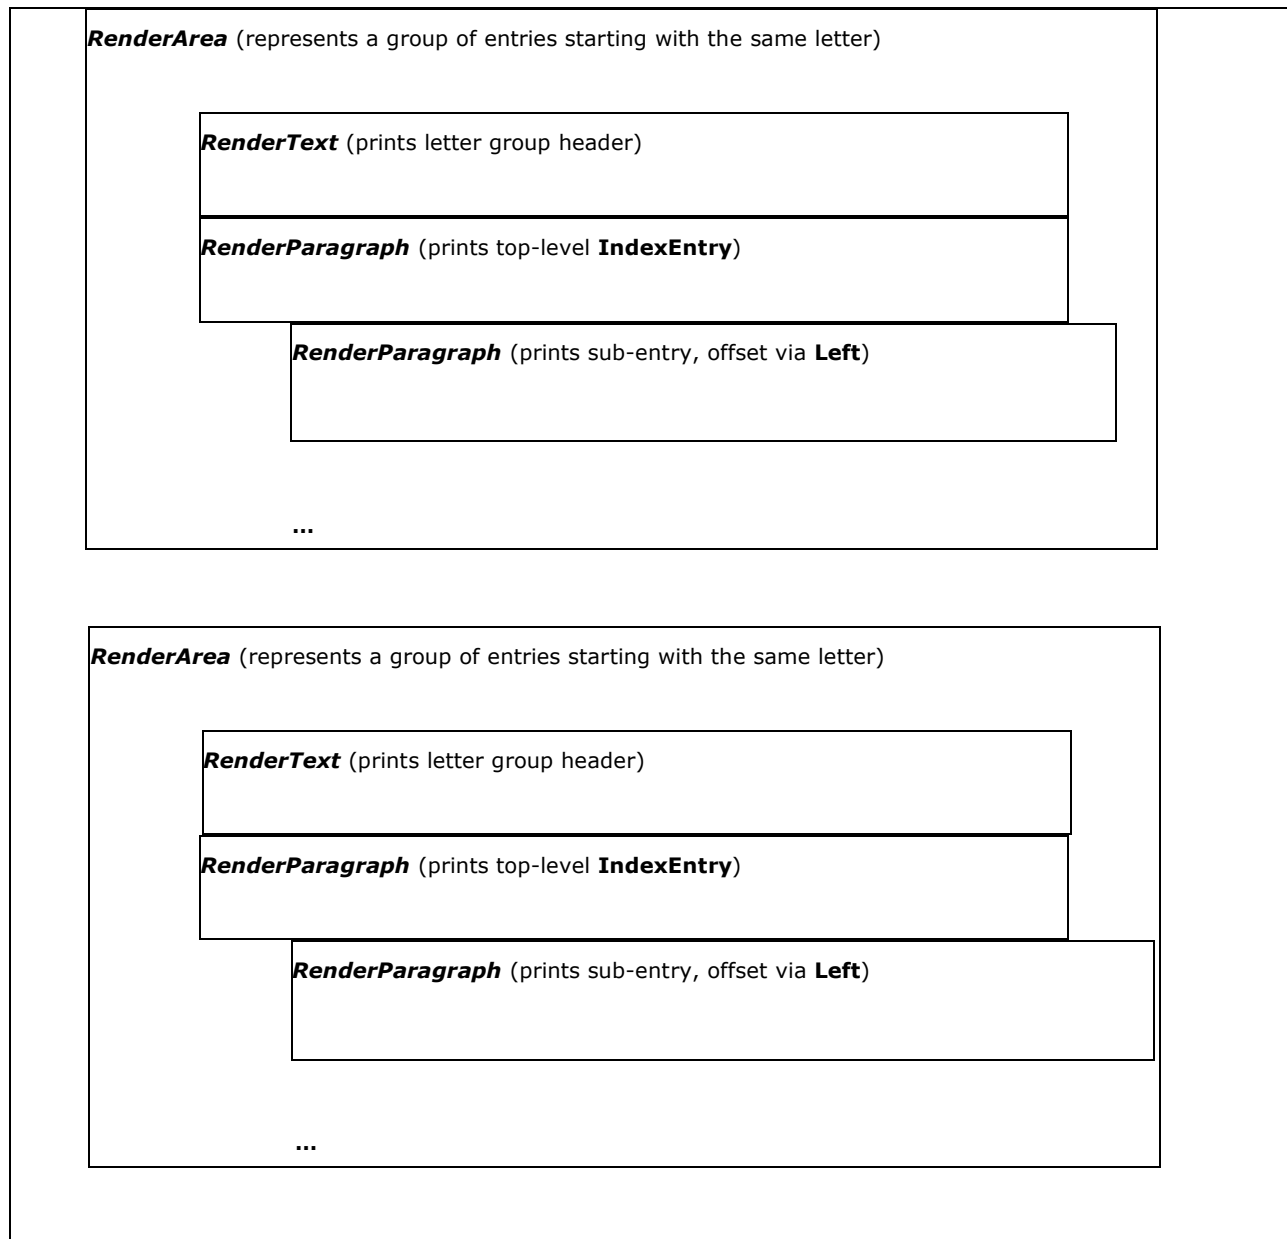 RenderArea (represents a group of entries starting with the same letter)
RenderText (prints letter group header)
RenderParagraph (prints top-level IndexEntry)
RenderParagraph (prints sub-entry, offset via Left)
...
RenderArea (represents a group of entries starting with the same letter)
RenderText (prints letter group header)
RenderParagraph (prints top-level IndexEntry)
RenderParagraph (prints sub-entry, offset via Left)
...